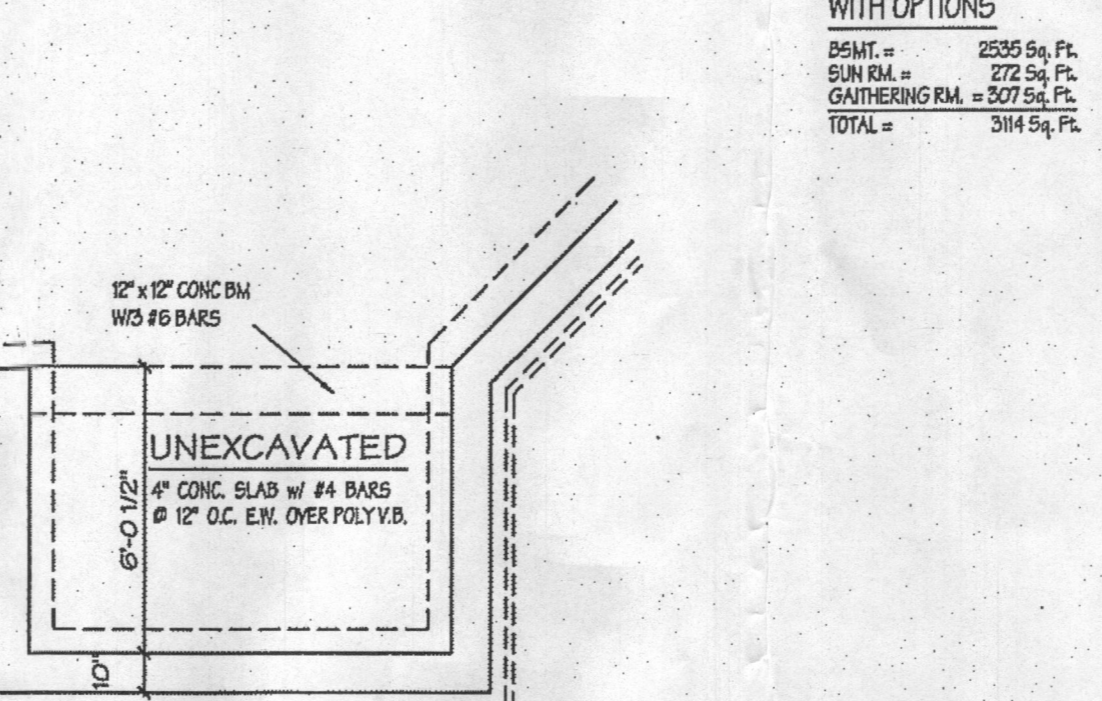 WITH OPTIONS
BSMT. = 2535 Sq. Ft.
SUN RM. = 272 Sq. Ft.
GAITHERING RM. = 307 Sq. Ft.
TOTAL = 3114 Sq. Ft.
12" x 12" CONC BM
W/3 #6 BARS
UNEXCAVATED
4" CONC. SLAB w/ #4 BARS
@ 12" O.C. E.W. OVER POLY V.B.
6'-0 1/2"
10"